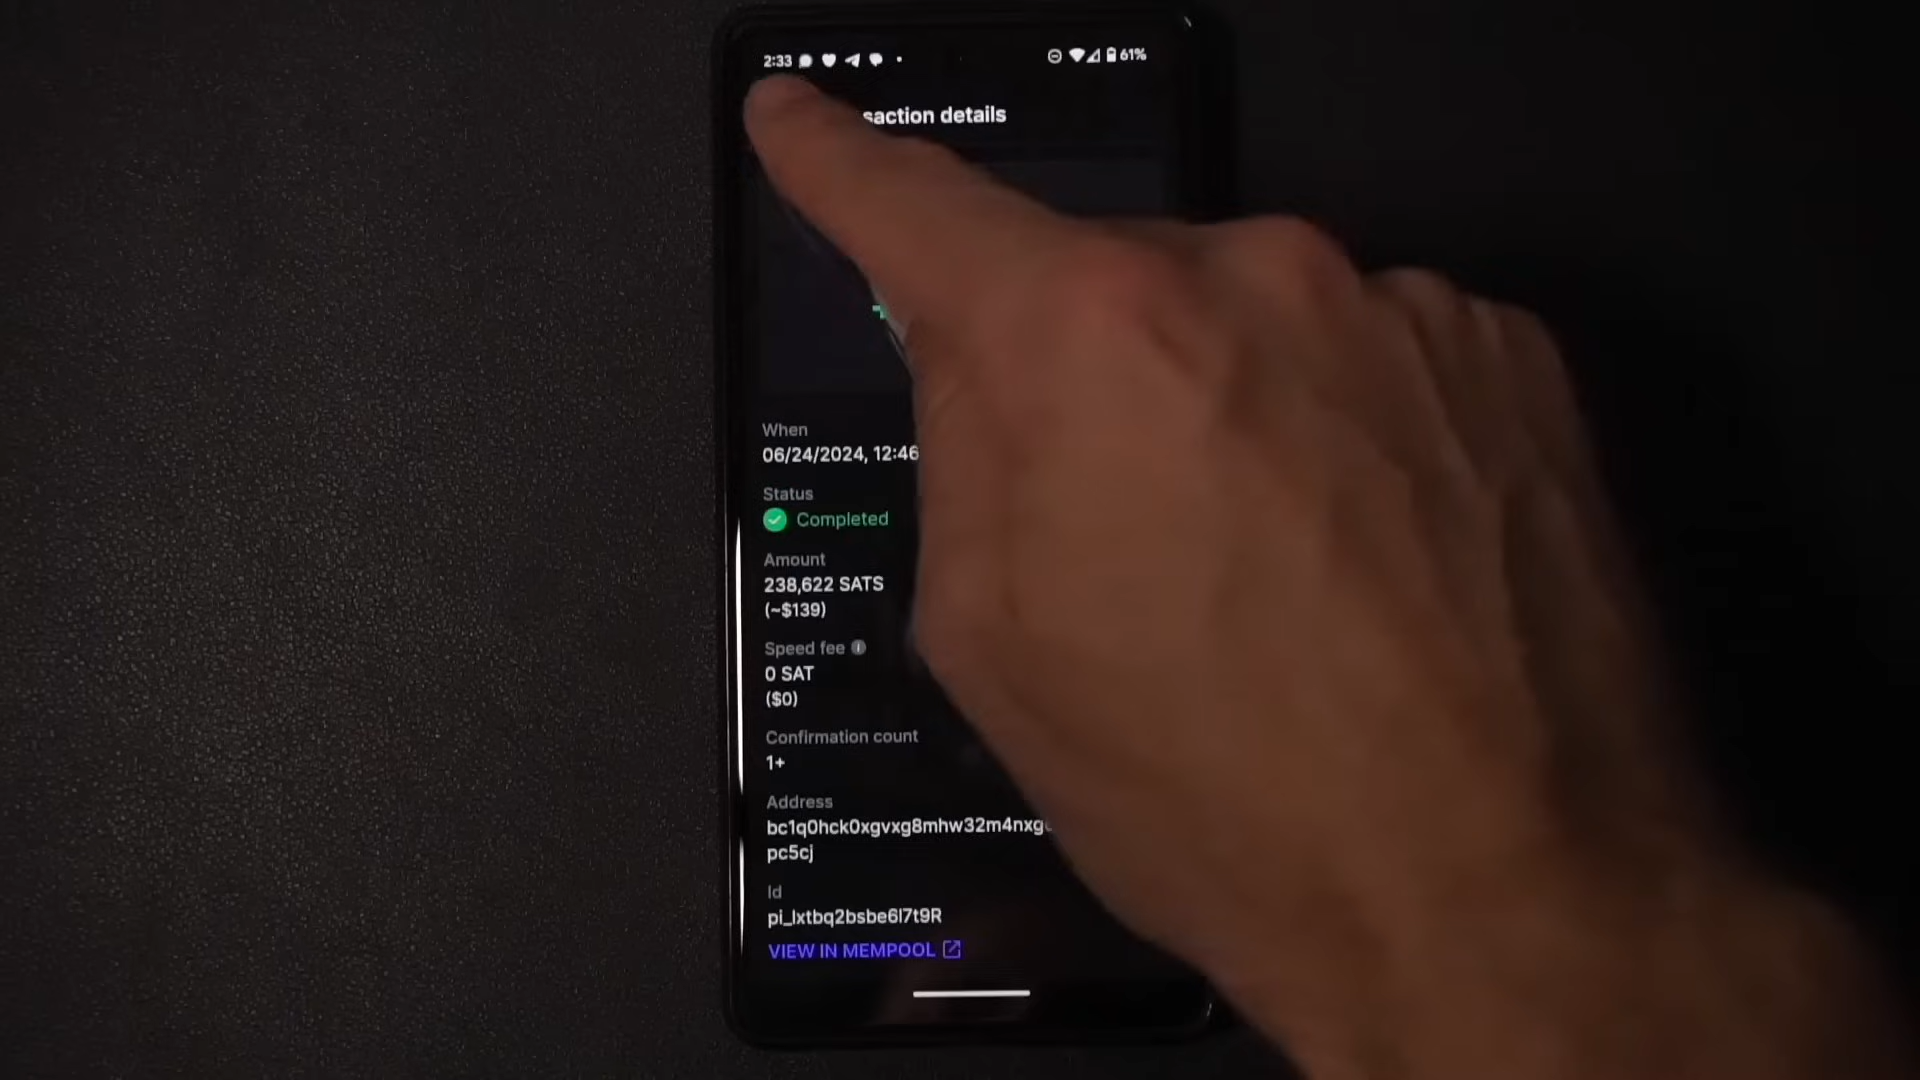 2:33
61%
saction details
When
06/24/2024, 12:46
Status
Completed
Amount
238,622 SATS
(~$139)
Speed fee
0 SAT
($0)
Confirmation count
1+
Address
bc1q0hck0xgvxg8mhw32m4nxg
pc5cj
Id
pi_lxtbq2bsbe6l7t9R
VIEW IN MEMPOOL